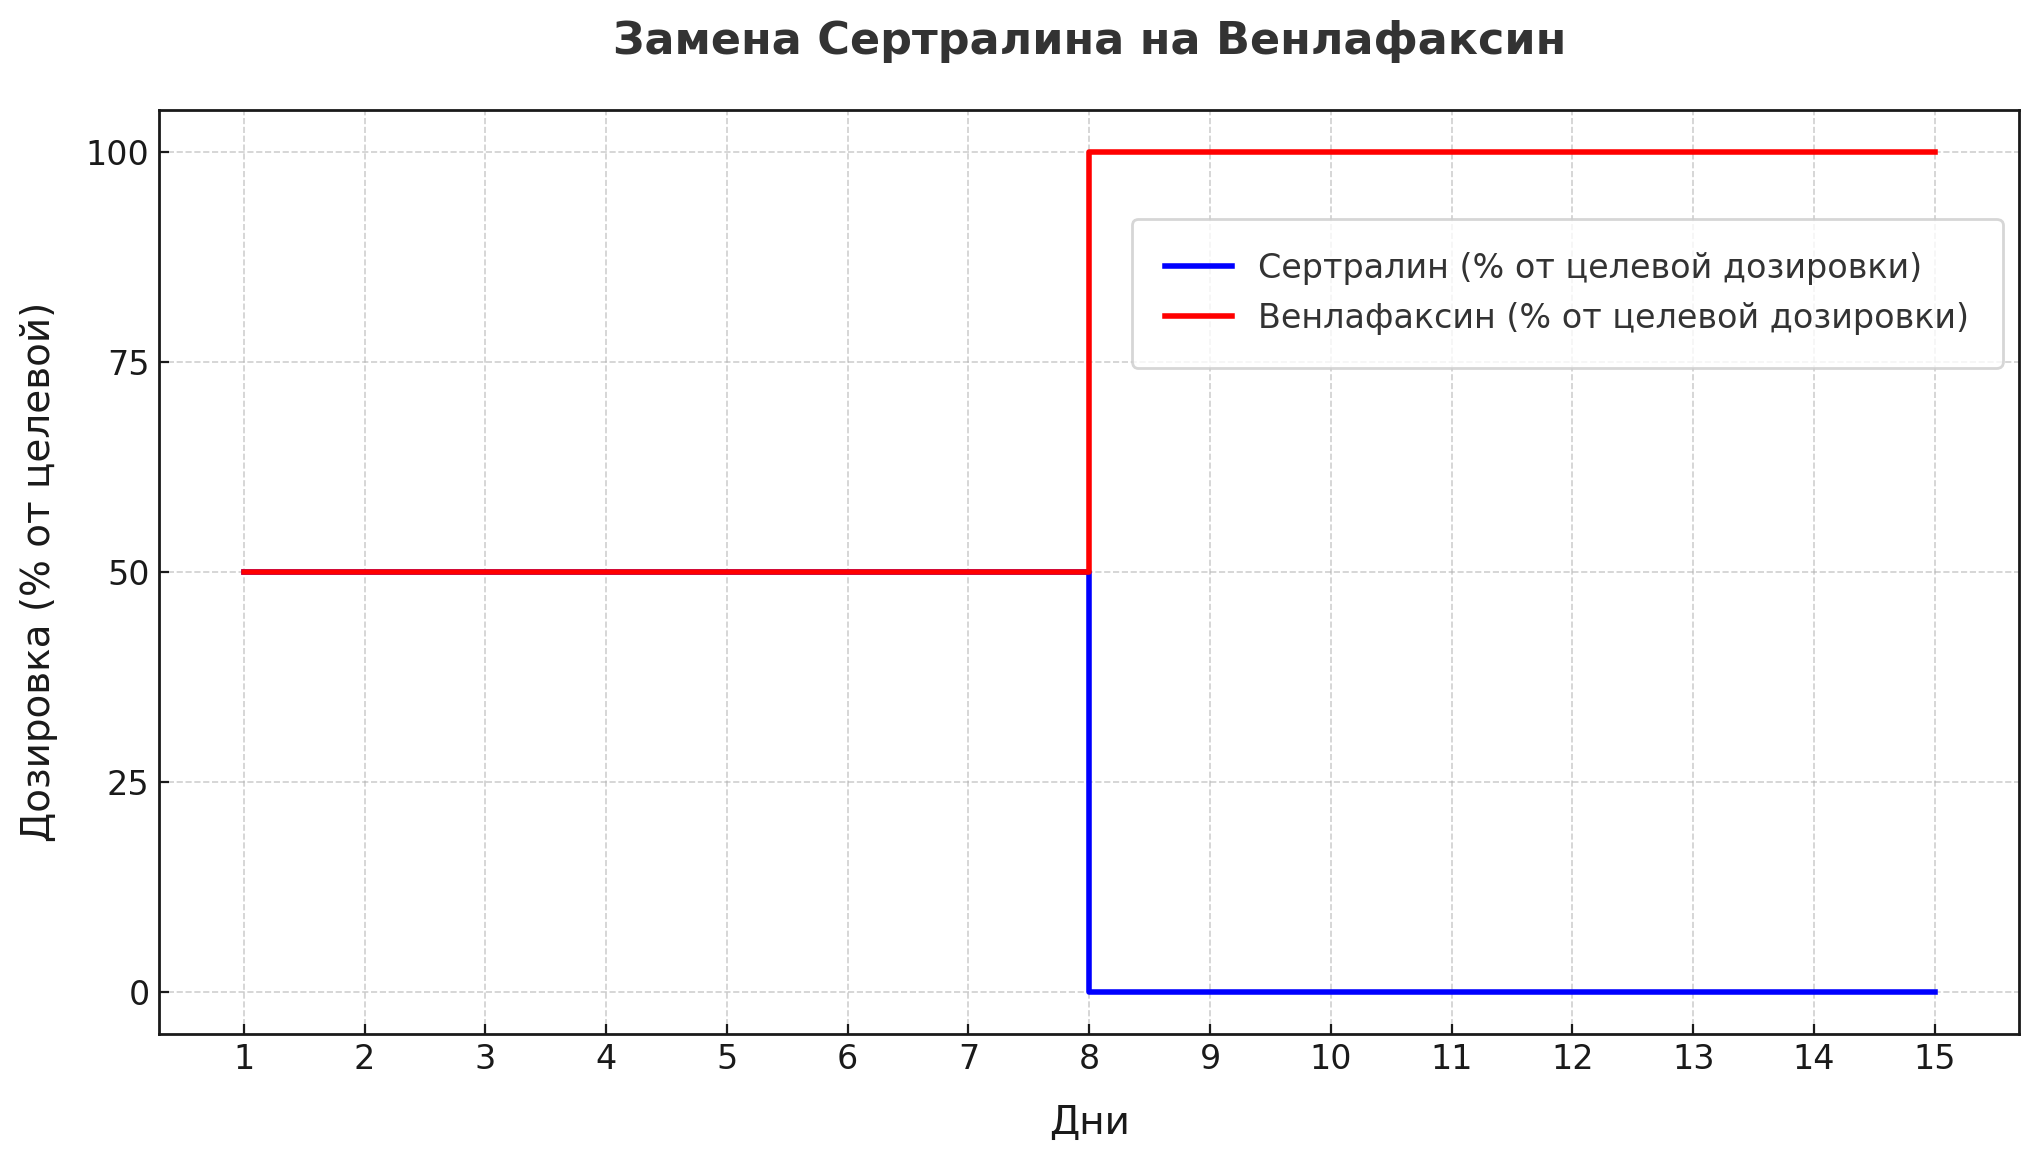 Замена Сертралина на Венлафаксин
Дозировка (% от целевой)
100
75
50
25
0
Сертралин (% от целевой дозировки)
Венлафаксин (% от целевой дозировки)
1 2 3 4 5 6 7 8 9 10 11 12 13 14 15
Дни